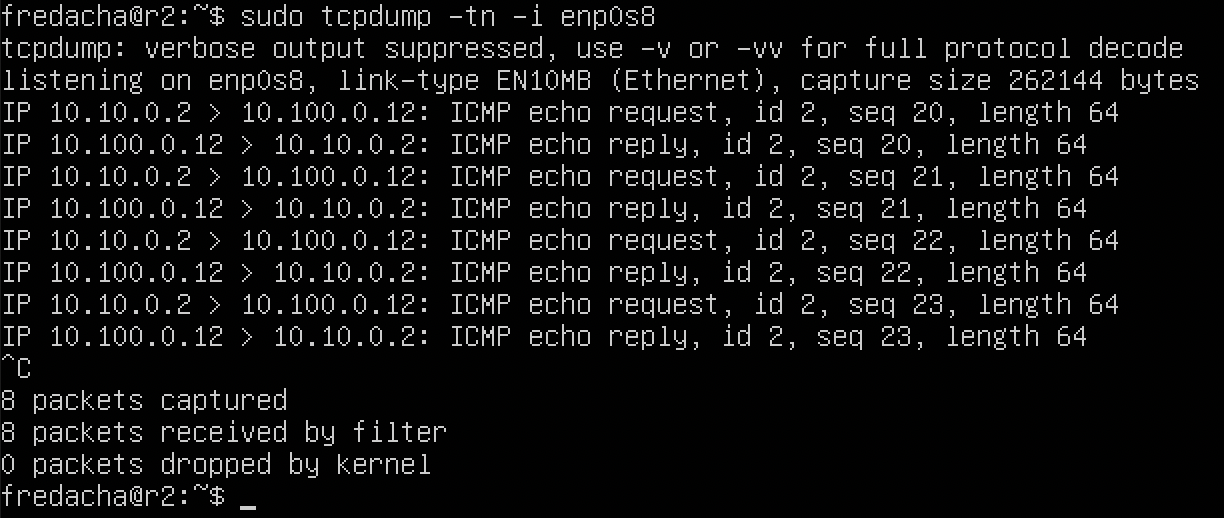 fredacha@r2:~$ sudo tcpdump -tn -i enp0s8
tcpdump: verbose output suppressed, use -v or -vv for full protocol decode
listening on enp0s8, link-type EN10MB (Ethernet), capture size 262144 bytes
IP 10.10.0.2 > 10.100.0.12: ICMP echo request, id 2, seq 20, length 64
IP 10.100.0.12 > 10.10.0.2: ICMP echo reply, id 2, seq 20, length 64
IP 10.10.0.2 > 10.100.0.12: ICMP echo request, id 2, seq 21, length 64
IP 10.100.0.12 > 10.10.0.2: ICMP echo reply, id 2, seq 21, length 64
IP 10.10.0.2 > 10.100.0.12: ICMP echo request, id 2, seq 22, length 64
IP 10.100.0.12 > 10.10.0.2: ICMP echo reply, id 2, seq 22, length 64
IP 10.10.0.2 > 10.100.0.12: ICMP echo request, id 2, seq 23, length 64
IP 10.100.0.12 > 10.10.0.2: ICMP echo reply, id 2, seq 23, length 64
^C
8 packets captured
8 packets received by filter
0 packets dropped by kernel
fredacha@r2:~$ _